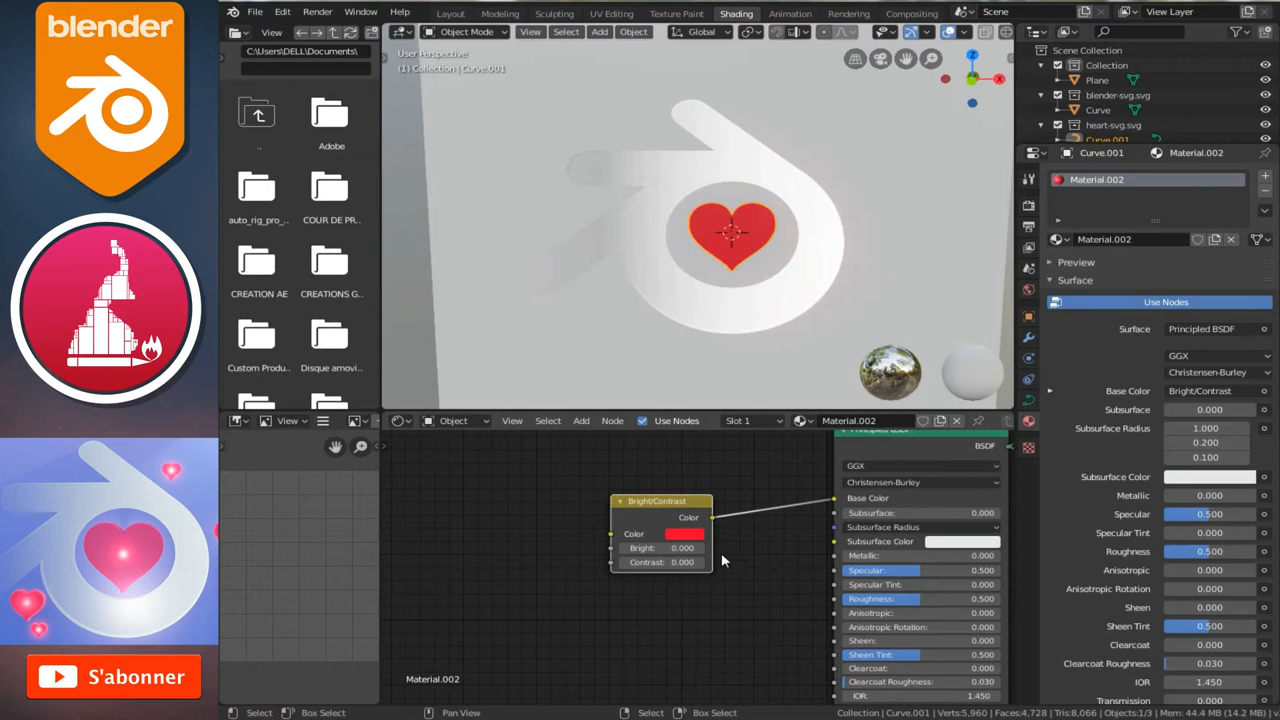 blender
S'abonner
File Edit Render Window Help
Layout Modeling Sculpting UV Editing Texture Paint Shading Animation Rendering Compositing
Scene
View Layer
View
C:\Users\DELL\Documents\
..
Adobe
auto_rig_pro_..
COUR DE PR...
CREATION AE
CREATIONS G...
Custom Produ..
Disque amovi...
Object Mode View Select Add Object Global
User Perspective
(1) Collection | Curve.001
Z
X
Scene Collection
Collection
Plane
blender-svg.svg
Curve
heart-svg.svg
Curve.001
Curve.001 Material.002
Material.002
Material.002
Preview
Surface
Use Nodes
Surface Principled BSDF
GGX
Christensen-Burley
Base Color Bright/Contrast
Subsurface 0.000
Subsurface Radius 1.000
0.200
0.100
Subsurface Color
Metallic 0.000
Specular 0.500
Specular Tint 0.000
Roughness 0.500
Anisotropic 0.000
Anisotropic Rotation 0.000
Sheen 0.000
Sheen Tint 0.500
Clearcoat 0.000
Clearcoat Roughness 0.030
IOR 1.450
Transmission 0.000
View
Object View Select Add Node Use Nodes Slot 1 Material.002
Bright/Contrast
Color
Color
Bright: 0.000
Contrast: 0.000
Principled BSDF
BSDF
GGX
Christensen-Burley
Base Color
Subsurface: 0.000
Subsurface Radius
Subsurface Color
Metallic: 0.000
Specular: 0.500
Specular Tint: 0.000
Roughness: 0.500
Anisotropic: 0.000
Anisotropic Rotation: 0.000
Sheen: 0.000
Sheen Tint: 0.500
Clearcoat: 0.000
Clearcoat Roughness: 0.030
IOR: 1.450
Material.002
Select Box Select Pan View Select Box Select
Collection | Curve.001 | Verts:5,960 | Faces:4,728 | Tris:8,066 | Objects:1/3 | Mem: 44.4 MB (14.2 MB) |